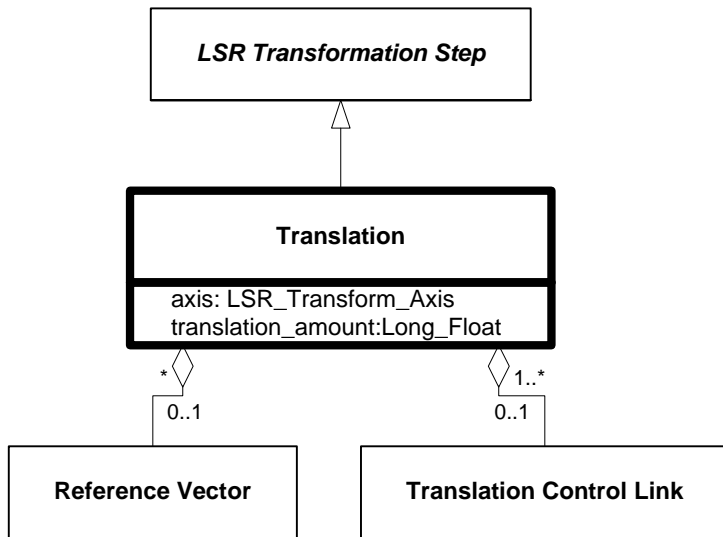 LSR Transformation Step
Translation
axis: LSR_Transform_Axis
translation_amount:Long_Float
*
1..*
0..1
0..1
Reference Vector
Translation Control Link